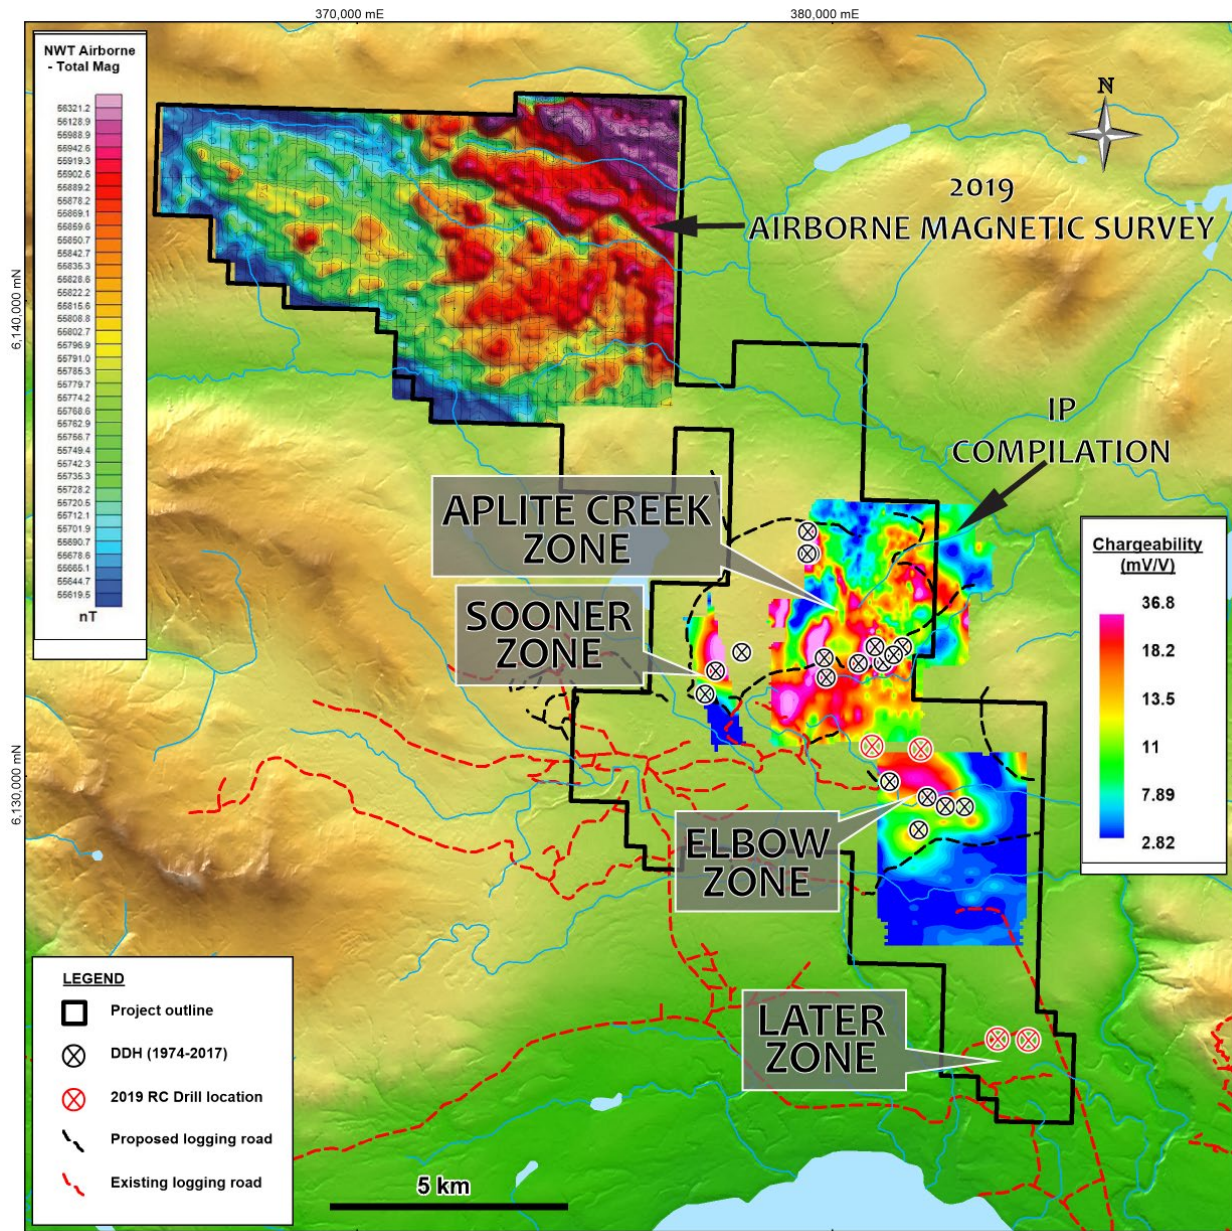 370,000 mE
380,000 mE
6,140,000 mN
6,130,000 mN
NWT Airborne
- Total Mag
56321.2
56128.9
55988.9
55942.6
55919.3
55902.6
55889.2
55878.2
55869.1
55859.6
55850.7
55842.7
55835.3
55828.6
55822.2
55815.6
55808.8
55802.7
55796.9
55791.0
55785.3
55779.7
55774.2
55768.6
55762.9
55756.7
55749.4
55742.3
55735.3
55728.2
55720.5
55712.1
55701.9
55690.7
55678.6
55665.1
55644.7
55619.5
nT
N
2019
AIRBORNE MAGNETIC SURVEY
IP
COMPILATION
APLITE CREEK
ZONE
SOONER
ZONE
ELBOW
ZONE
LATER
ZONE
Chargeability
(mV/V)
36.8
18.2
13.5
11
7.89
2.82
LEGEND
Project outline
DDH (1974-2017)
2019 RC Drill location
Proposed logging road
Existing logging road
5 km